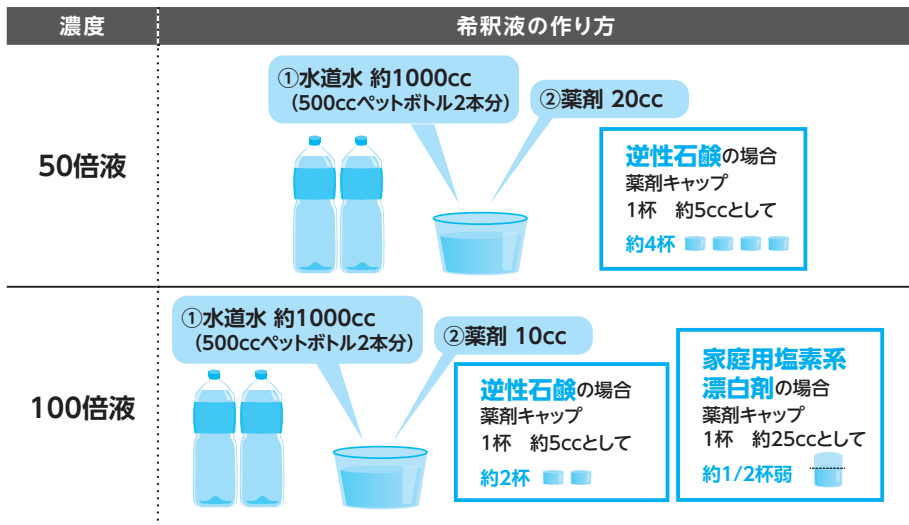 濃度
希釈液の作り方
50倍液
①水道水 約1000cc
(500ccペットボトル2本分)
②薬剤 20cc
逆性石鹸の場合
薬剤キャップ
1杯 約5ccとして
約4杯
100倍液
①水道水 約1000cc
(500ccペットボトル2本分)
②薬剤 10cc
逆性石鹸の場合
薬剤キャップ
1杯 約5ccとして
約2杯
家庭用塩素系
漂白剤の場合
薬剤キャップ
1杯 約25ccとして
約1/2杯弱